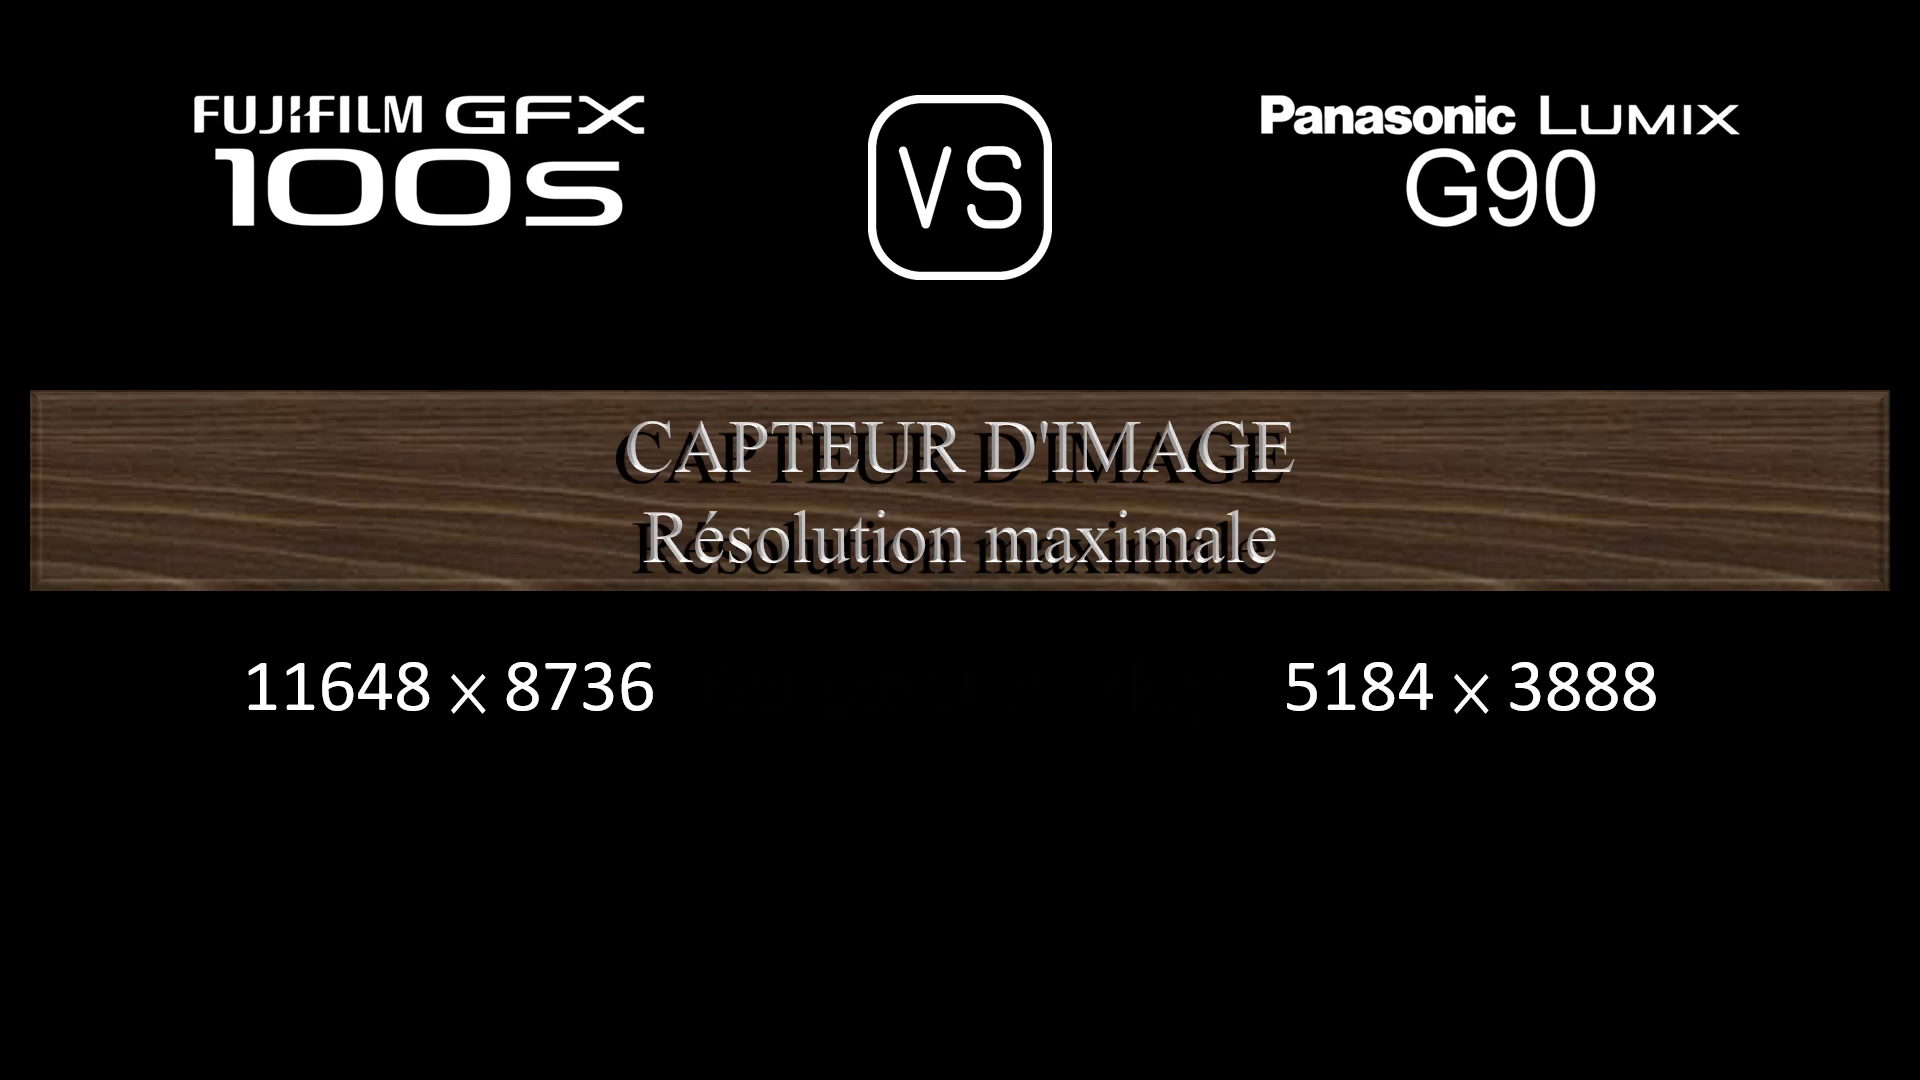 FUJIFILM GFX
100S
VS
Panasonic LUMIX
G90
CAPTEUR D'IMAGE
Résolution maximale
11648 x 8736
5184 x 3888